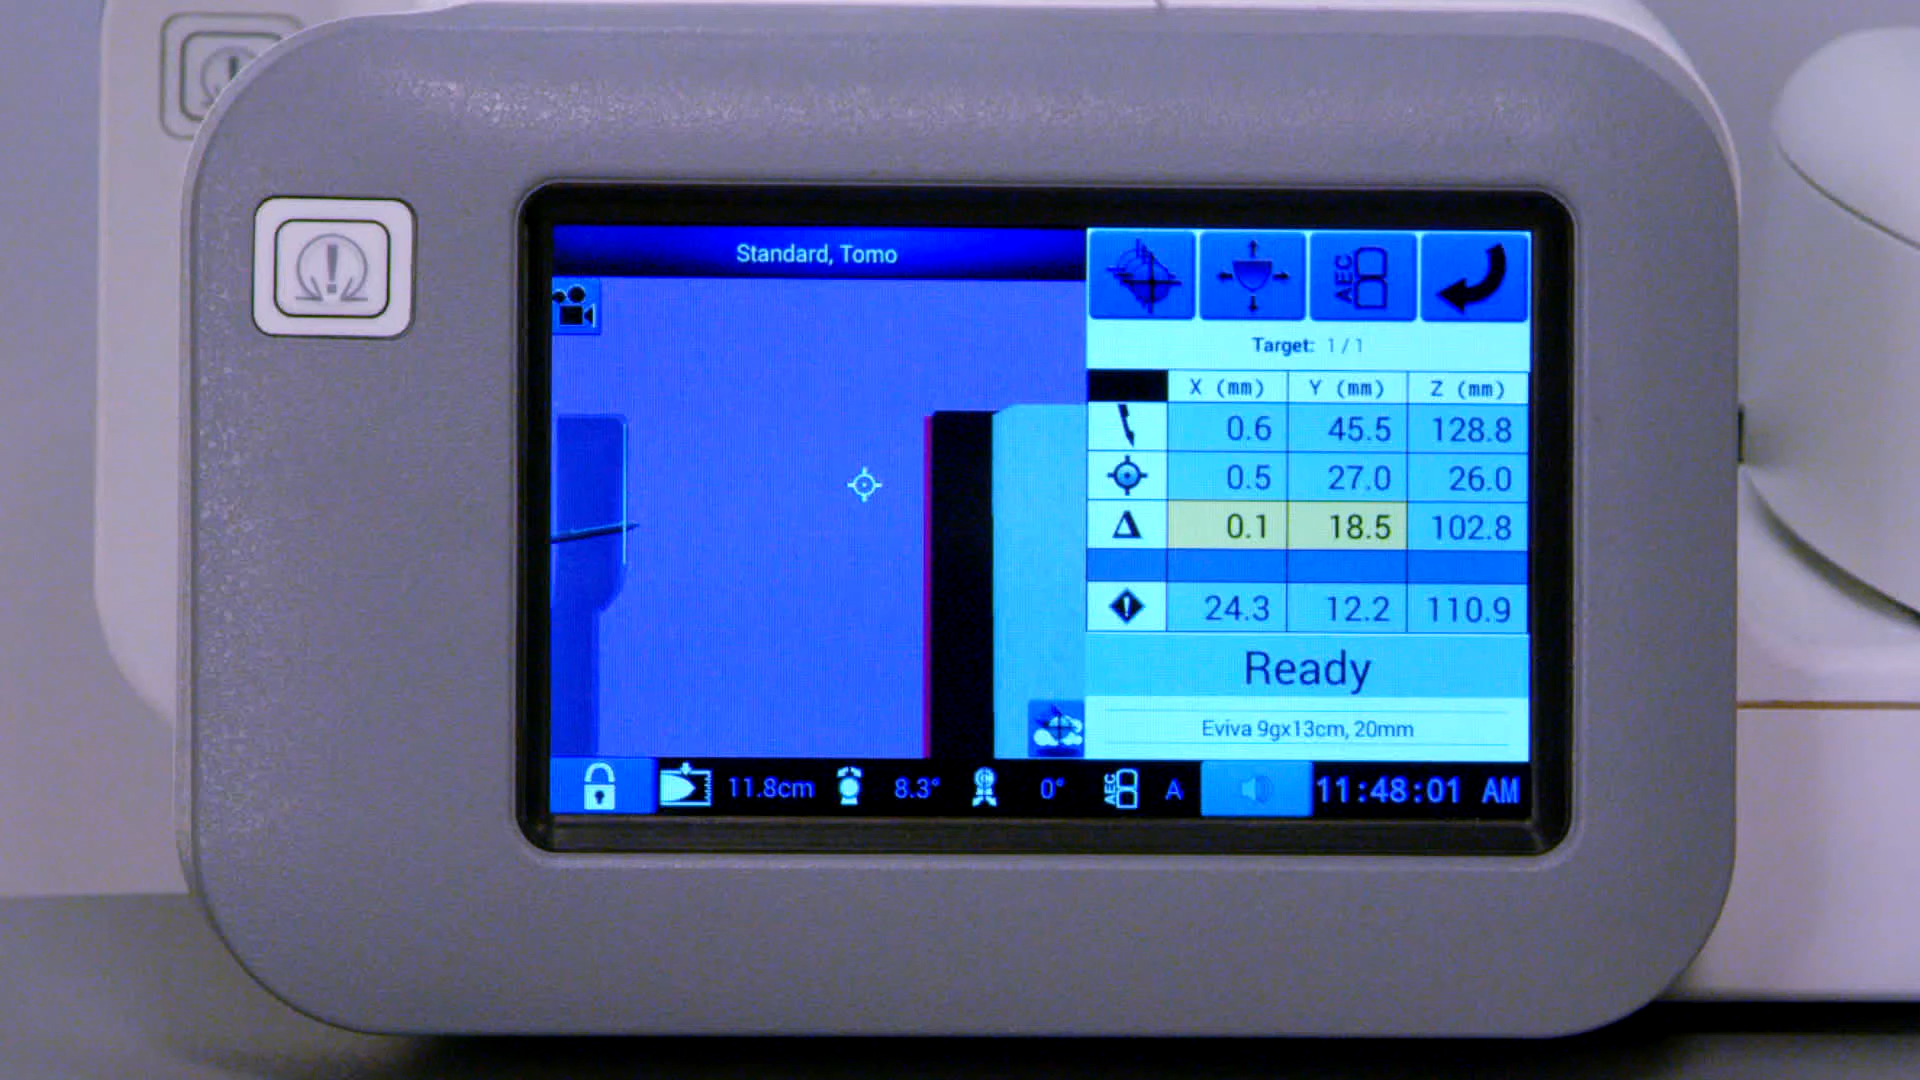 Standard, Tomo
AEC
Target: 1 / 1
X (mm) Y (mm) Z (mm)
0.6 45.5 128.8
0.5 27.0 26.0
Δ 0.1 18.5 102.8
24.3 12.2 110.9
Ready
Eviva 9gx13cm, 20mm
11.8cm 8.3° 0° AEC A 11:48:01 AM